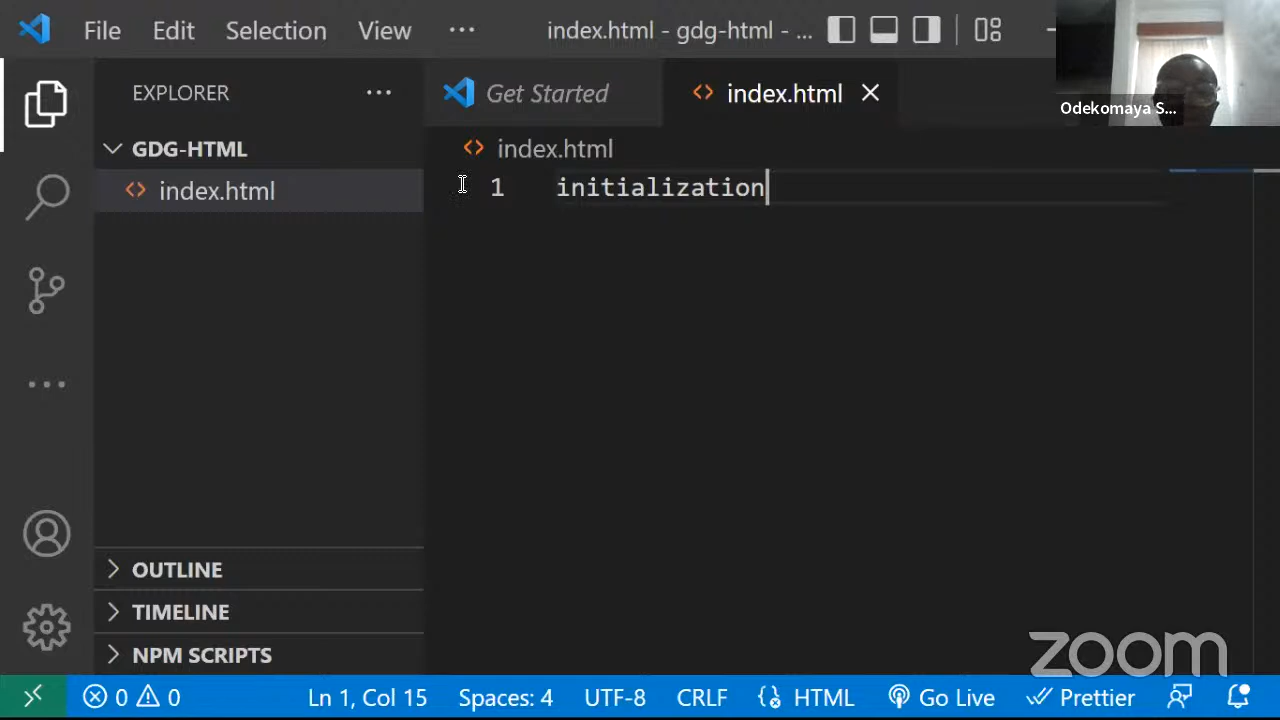 File Edit Selection View ··· index.html - gdg-html - ...
Odekomaya S...
EXPLORER ···
Get Started
index.html
GDG-HTML
index.html
index.html
1 initialization
OUTLINE
TIMELINE
NPM SCRIPTS
zoom
0 0 Ln 1, Col 15 Spaces: 4 UTF-8 CRLF {} HTML Go Live Prettier